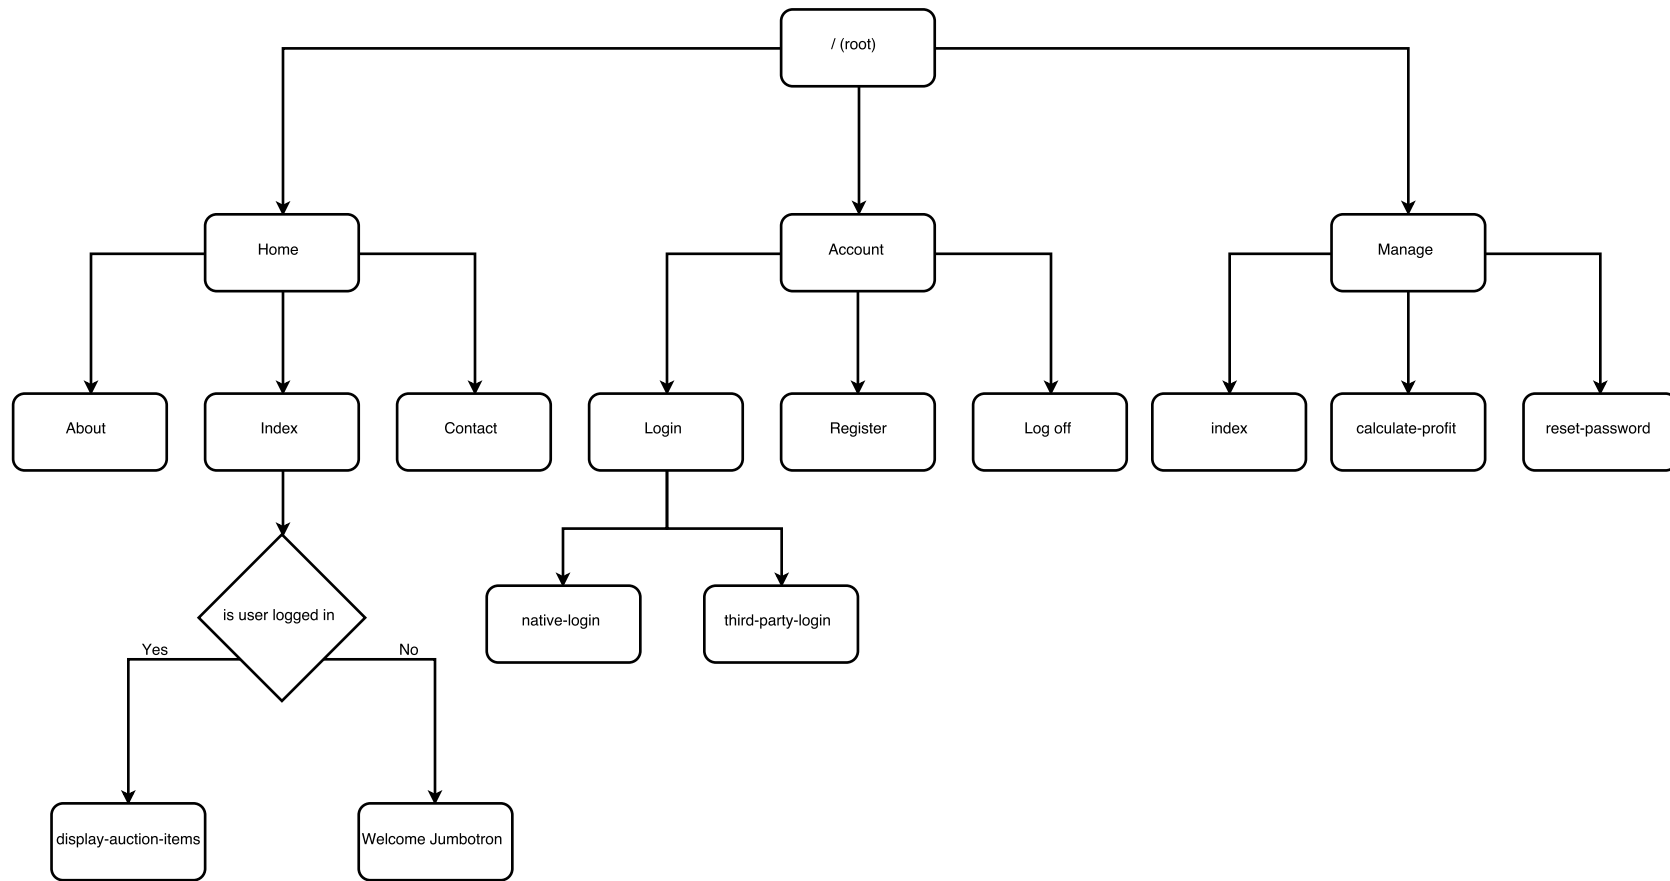 / (root)
Home
Account
Manage
About
Index
Contact
Login
Register
Log off
index
calculate-profit
reset-password
is user logged in
native-login
third-party-login
Yes
No
display-auction-items
Welcome Jumbotron